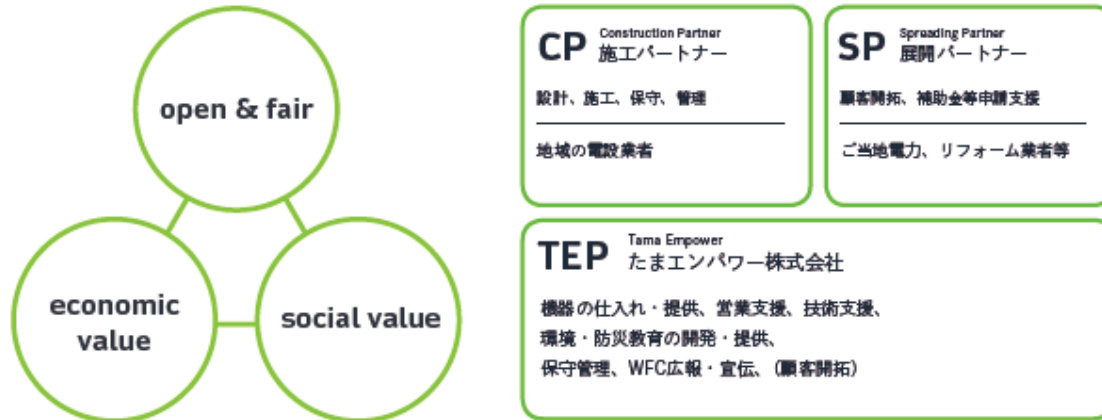 open & fair
economic
value
social value
CP Construction Partner
施工パートナー
設計、施工、保守、管理
地域の電設業者
SP Spreading Partner
展開パートナー
顧客開拓、補助金等申請支援
ご当地電力、リフォーム業者等
TEP Tama Empower
たまエンパワー株式会社
機器の仕入れ・提供、営業支援、技術支援、
環境・防災教育の開発・提供、
保守管理、WFC広報・宣伝、（顧客開拓）